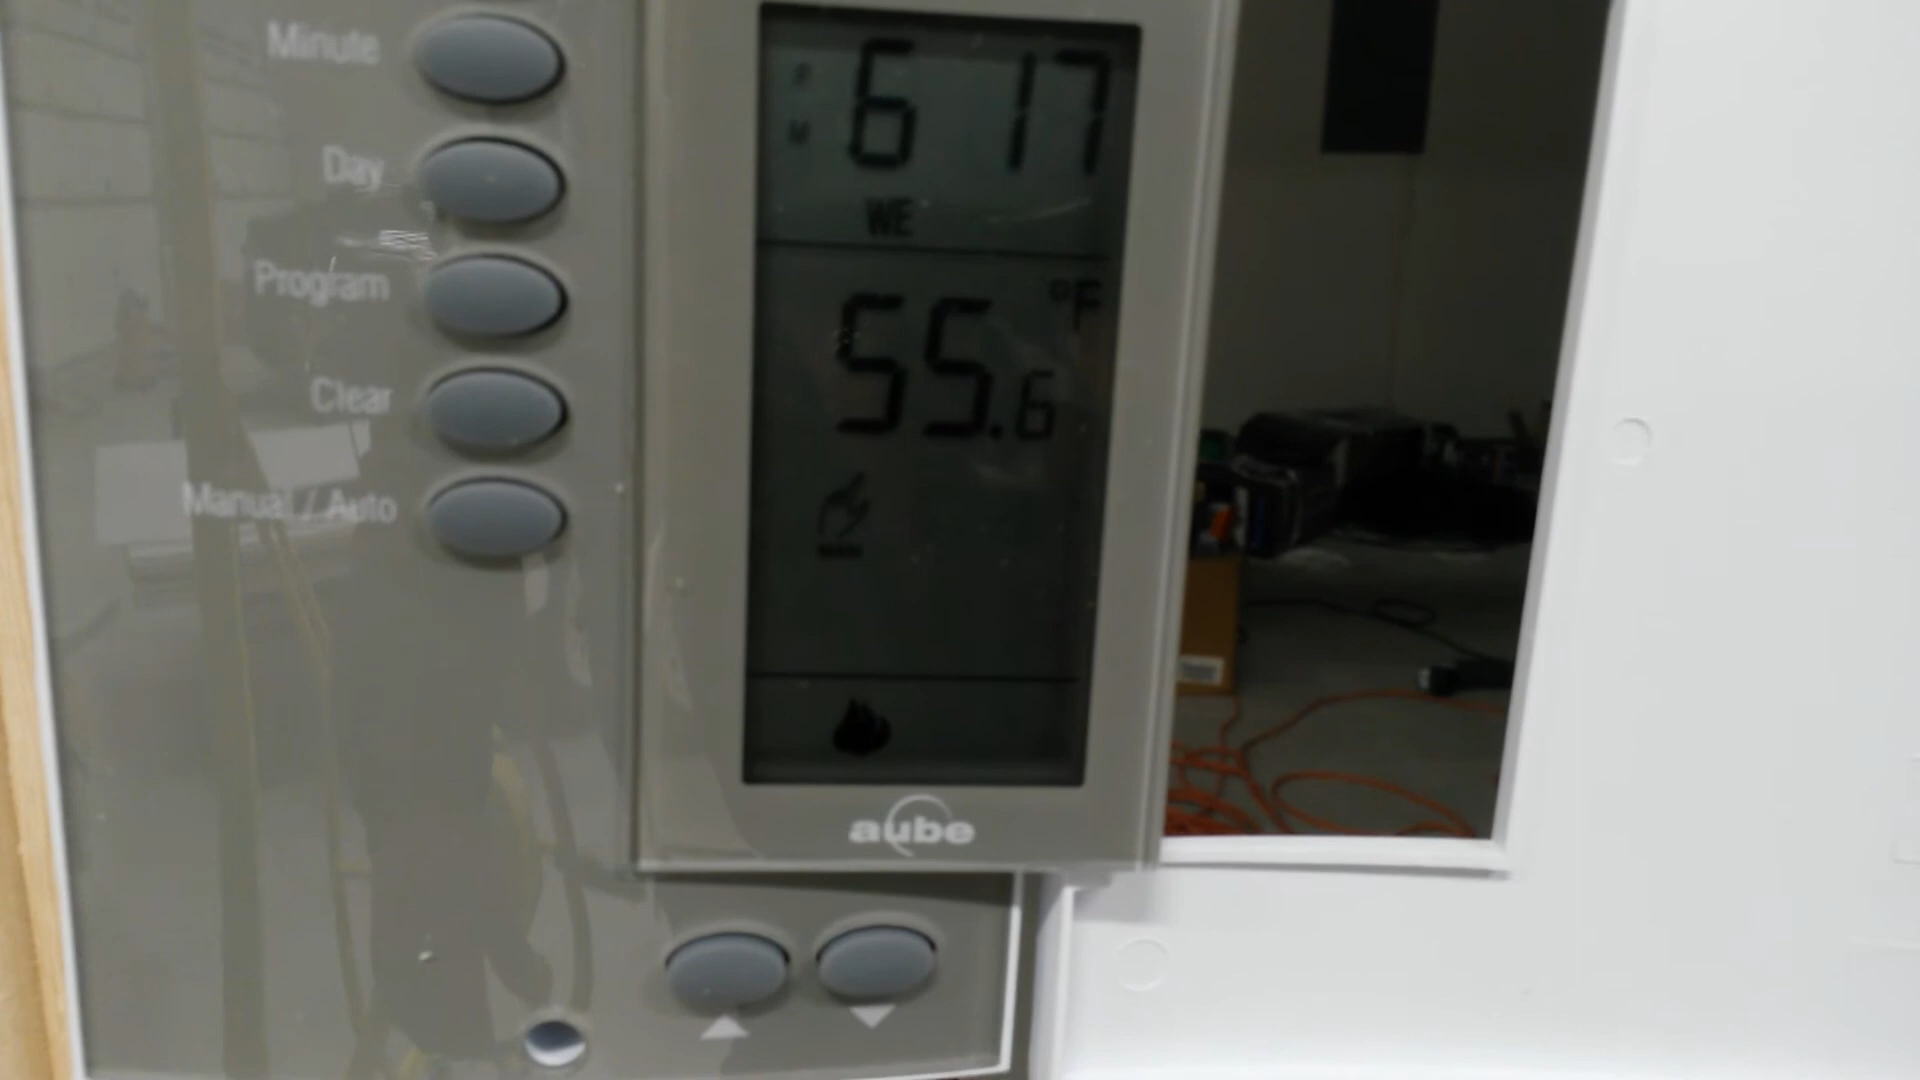 Minute
Day
Program
Clear
Manual / Auto
P
M
6 17
WE
55.6 °F
aube